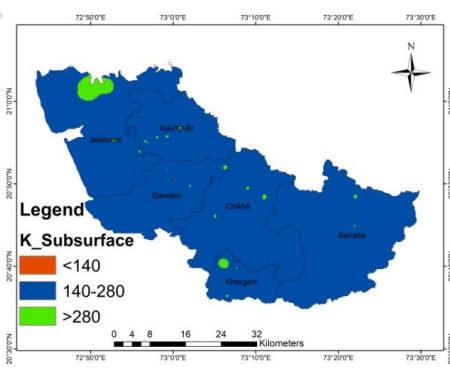 72°50'0"E 73°0'0"E 73°10'0"E 73°20'0"E 73°30'0"E
N
21°0'0"N
NAVSARI
Jalalpore
20°50'0"N
Gandevi
Chikhli
Bansda
Legend
K_Subsurface
<140
140-280
>280
20°40'0"N
Khergam
0 4 8 16 24 32
Kilometers
20°30'0"N
72°50'0"E 73°0'0"E 73°10'0"E 73°20'0"E 73°30'0"E